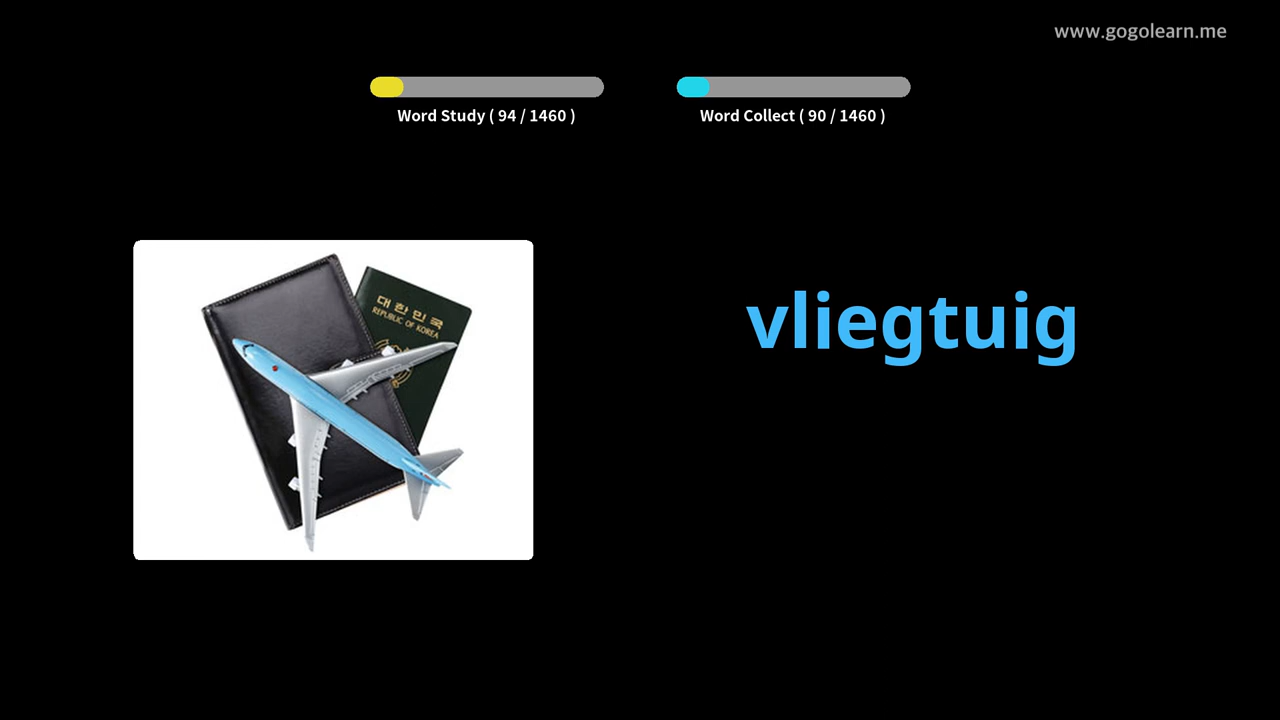 www.gogolearn.me
Word Study ( 94 / 1460 )
Word Collect ( 90 / 1460 )
대한민국
REPUBLIC OF KOREA
vliegtuig